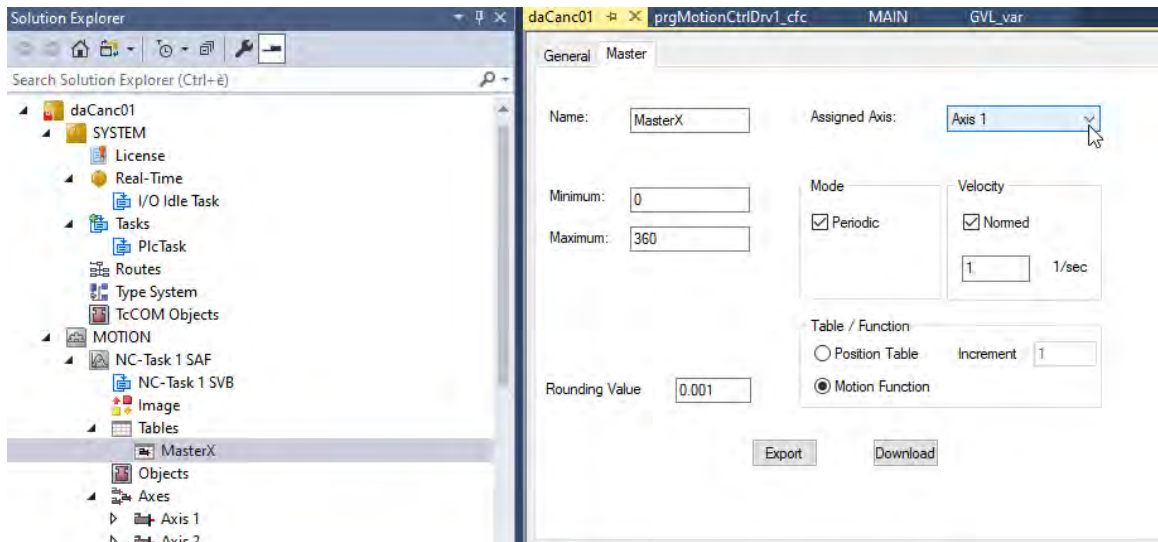 Solution Explorer
Search Solution Explorer (Ctrl+è)
daCanc01
SYSTEM
License
Real-Time
I/O Idle Task
Tasks
PlcTask
Routes
Type System
TcCOM Objects
MOTION
NC-Task 1 SAF
NC-Task 1 SVB
Image
Tables
MasterX
Objects
Axes
Axis 1
Axis 2
daCanc01 prgMotionCtrlDrv1_cfc MAIN GVL_var
General Master
Name: MasterX Assigned Axis: Axis 1
Minimum: 0
Maximum: 360
Mode
Periodic
Velocity
Normed
1 1/sec
Table / Function
Position Table Increment 1
Motion Function
Rounding Value 0.001
Export Download